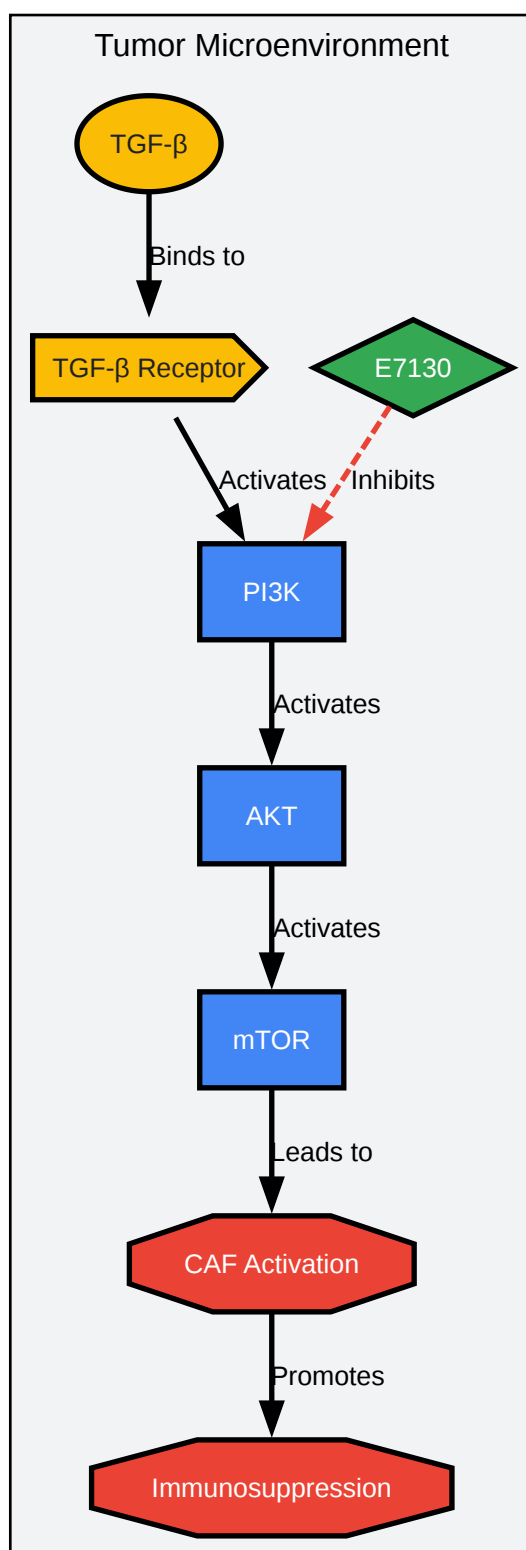 Tumor Microenvironment
TGF-β
Binds to
TGF-β Receptor
E7130
Activates
Inhibits
PI3K
Activates
AKT
Activates
mTOR
Leads to
CAF Activation
Promotes
Immunosuppression